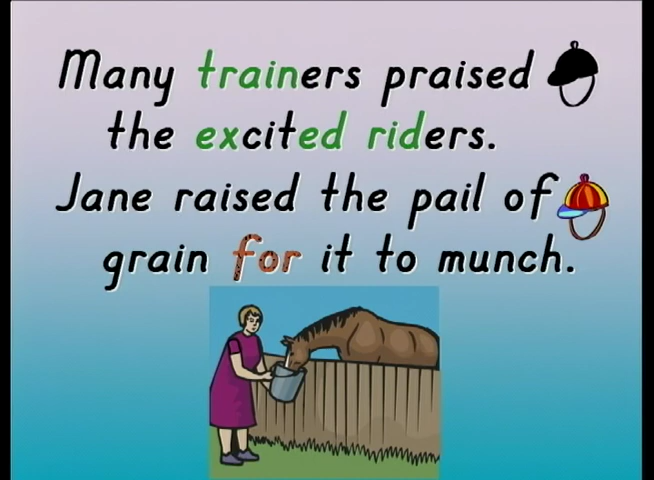 Many trainers praised
the excited riders.
Jane raised the pail of
grain for it to munch.